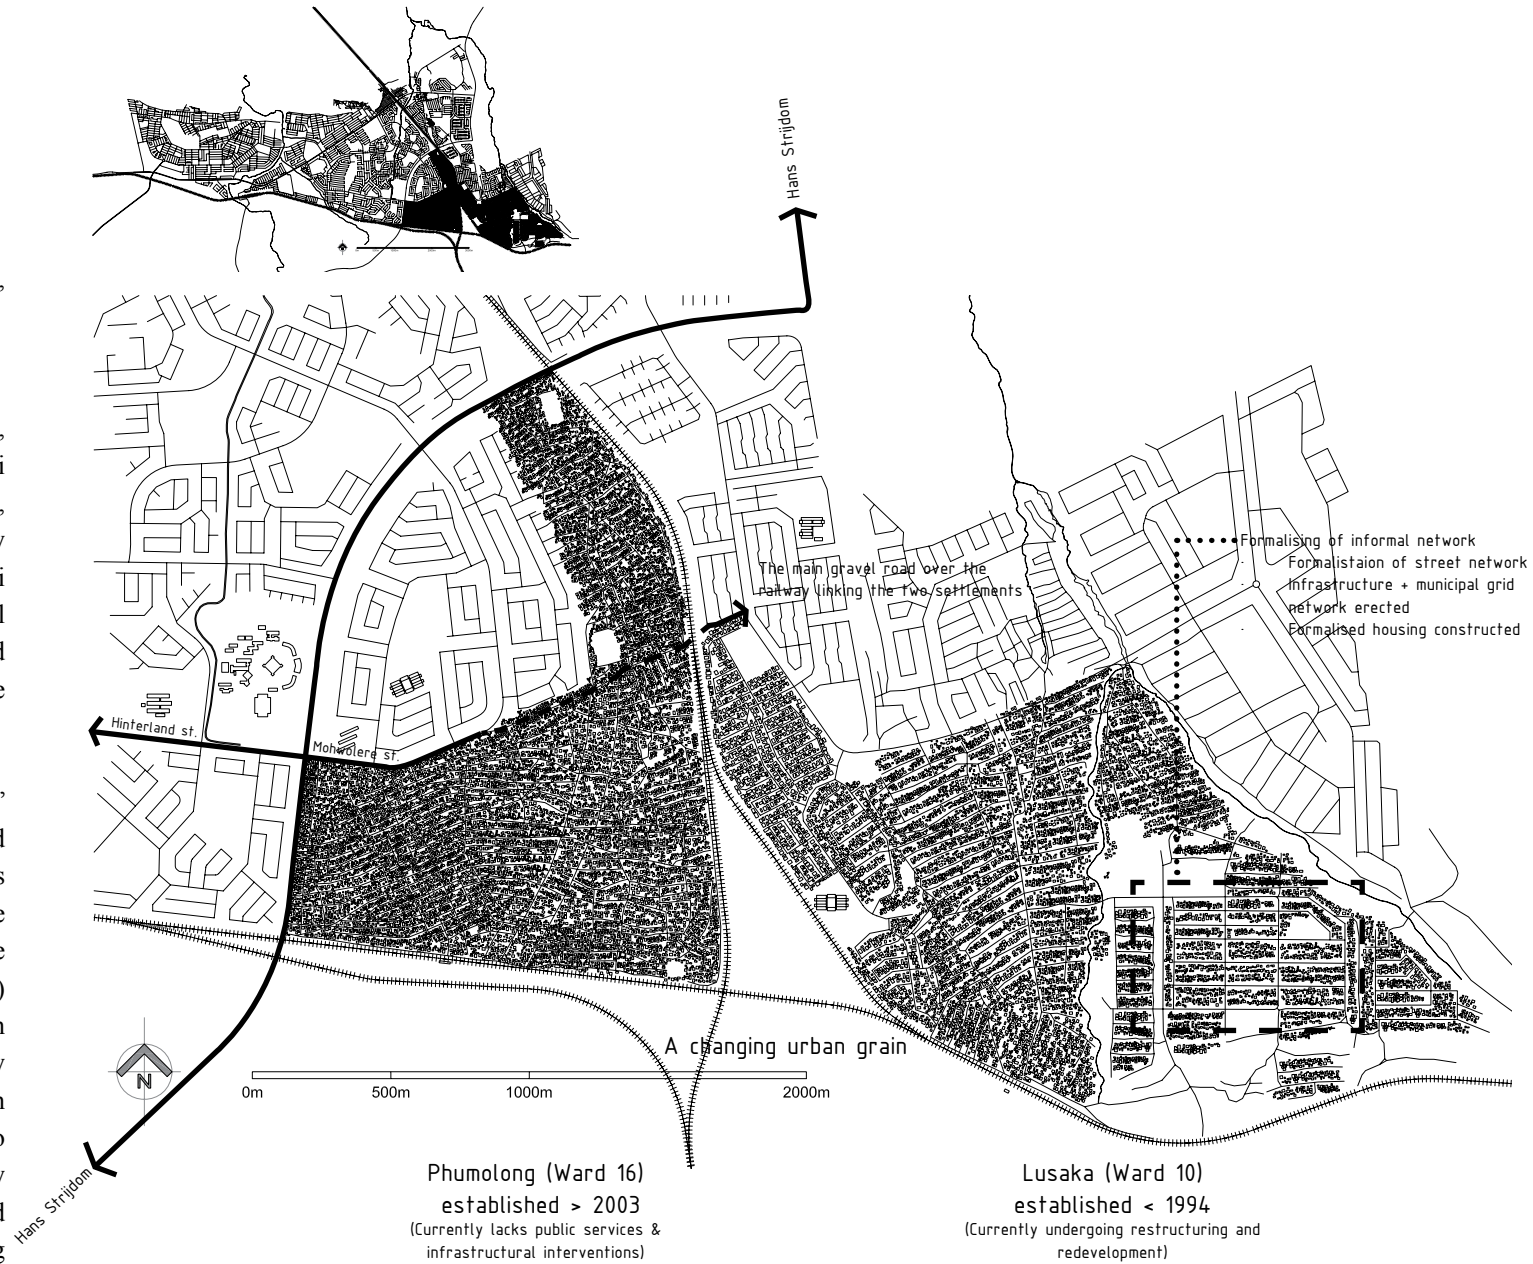 Hans Strijdom
The main gravel road over the
railway linking the two settlements
Formalising of informal network
Formalistaion of street network
Infrastructure + municipal grid
network erected
Formalised housing constructed
Hinterland st.
Mohwolere st.
A changing urban grain
N
0m 500m 1000m 2000m
Hans Strijdom
Phumolong (Ward 16)
established > 2003
(Currently lacks public services &
infrastructural interventions)
Lusaka (Ward 10)
established < 1994
(Currently undergoing restructuring and
redevelopment)